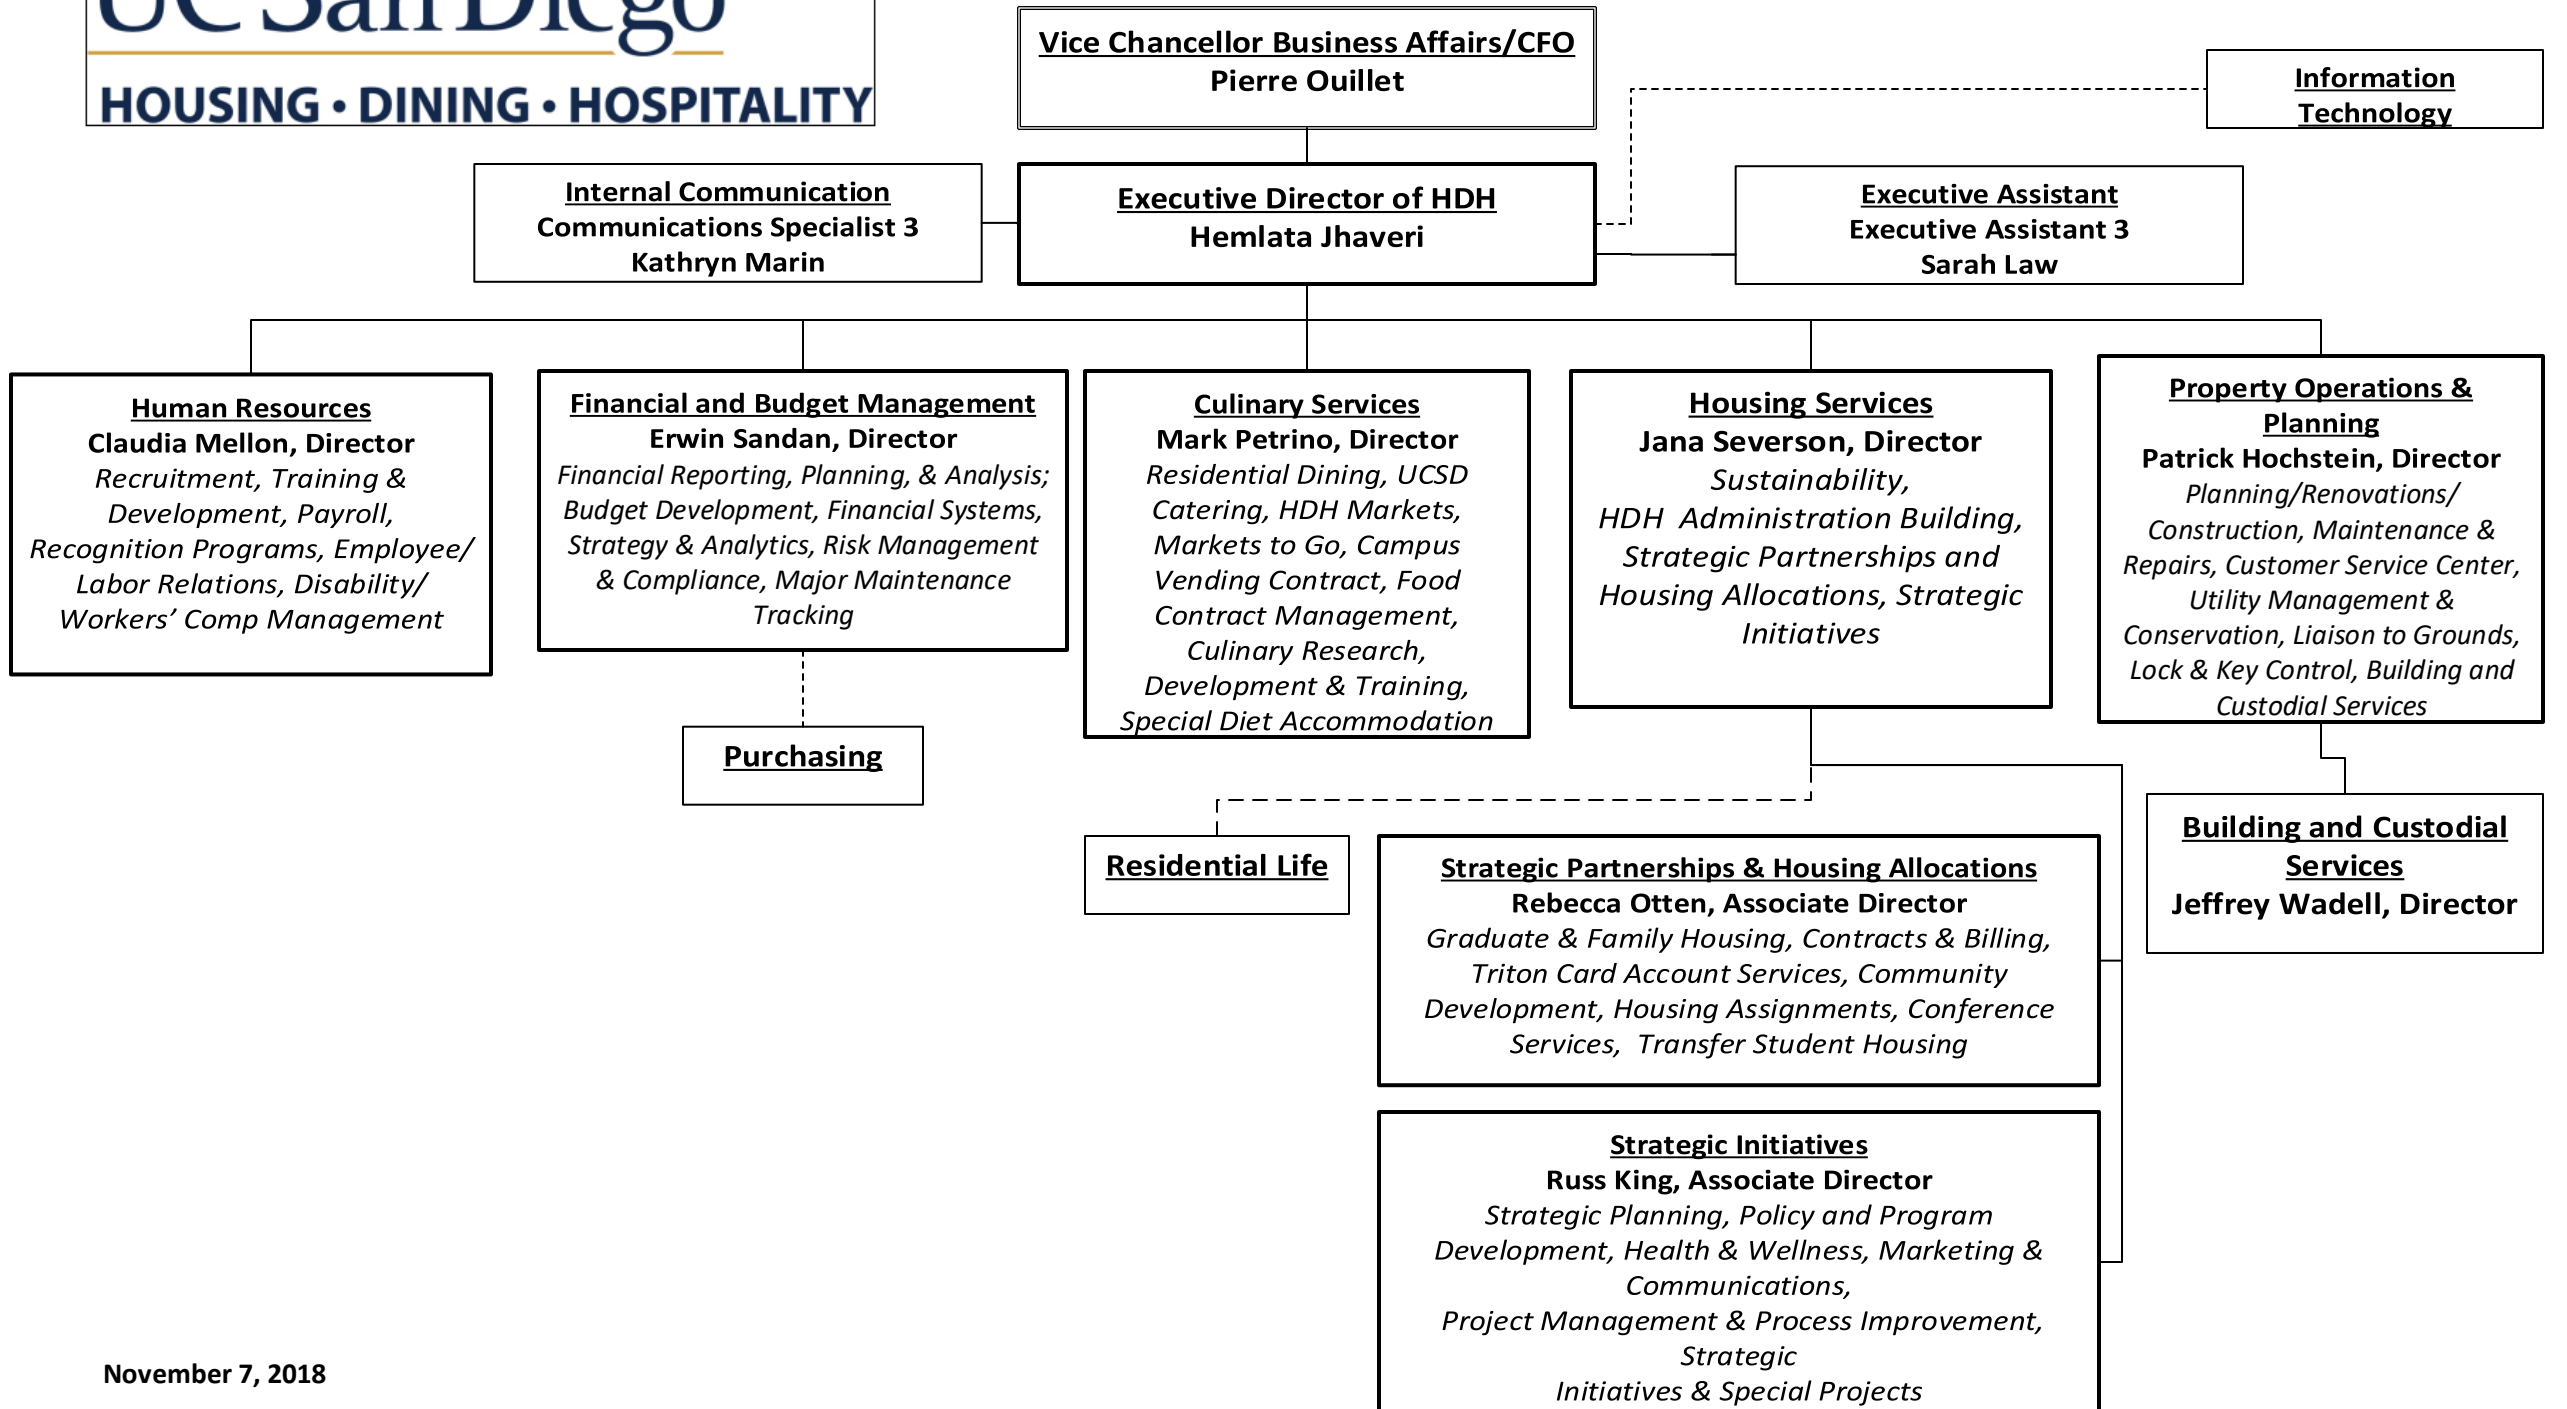 UC San Diego
HOUSING • DINING • HOSPITALITY
Vice Chancellor Business Affairs/CFO
Pierre Ouillet
Information
Technology
Internal Communication
Communications Specialist 3
Kathryn Marin
Executive Director of HDH
Hemlata Jhaveri
Executive Assistant
Executive Assistant 3
Sarah Law
Human Resources
Claudia Mellon, Director
Recruitment, Training &
Development, Payroll,
Recognition Programs, Employee/
Labor Relations, Disability/
Workers’ Comp Management
Financial and Budget Management
Erwin Sandan, Director
Financial Reporting, Planning, & Analysis;
Budget Development, Financial Systems,
Strategy & Analytics, Risk Management
& Compliance, Major Maintenance
Tracking
Culinary Services
Mark Petrino, Director
Residential Dining, UCSD
Catering, HDH Markets,
Markets to Go, Campus
Vending Contract, Food
Contract Management,
Culinary Research,
Development & Training,
Special Diet Accommodation
Housing Services
Jana Severson, Director
Sustainability,
HDH  Administration Building,
Strategic Partnerships and
Housing Allocations, Strategic
Initiatives
Property Operations &
Planning
Patrick Hochstein, Director
Planning/Renovations/
Construction, Maintenance &
Repairs, Customer Service Center,
Utility Management &
Conservation, Liaison to Grounds,
Lock & Key Control, Building and
Custodial Services
Purchasing
Residential Life
Strategic Partnerships & Housing Allocations
Rebecca Otten, Associate Director
Graduate & Family Housing, Contracts & Billing,
Triton Card Account Services, Community
Development, Housing Assignments, Conference
Services,  Transfer Student Housing
Building and Custodial
Services
Jeffrey Wadell, Director
Strategic Initiatives
Russ King, Associate Director
Strategic Planning, Policy and Program
Development, Health & Wellness, Marketing &
Communications,
Project Management & Process Improvement,
Strategic
Initiatives & Special Projects
November 7, 2018